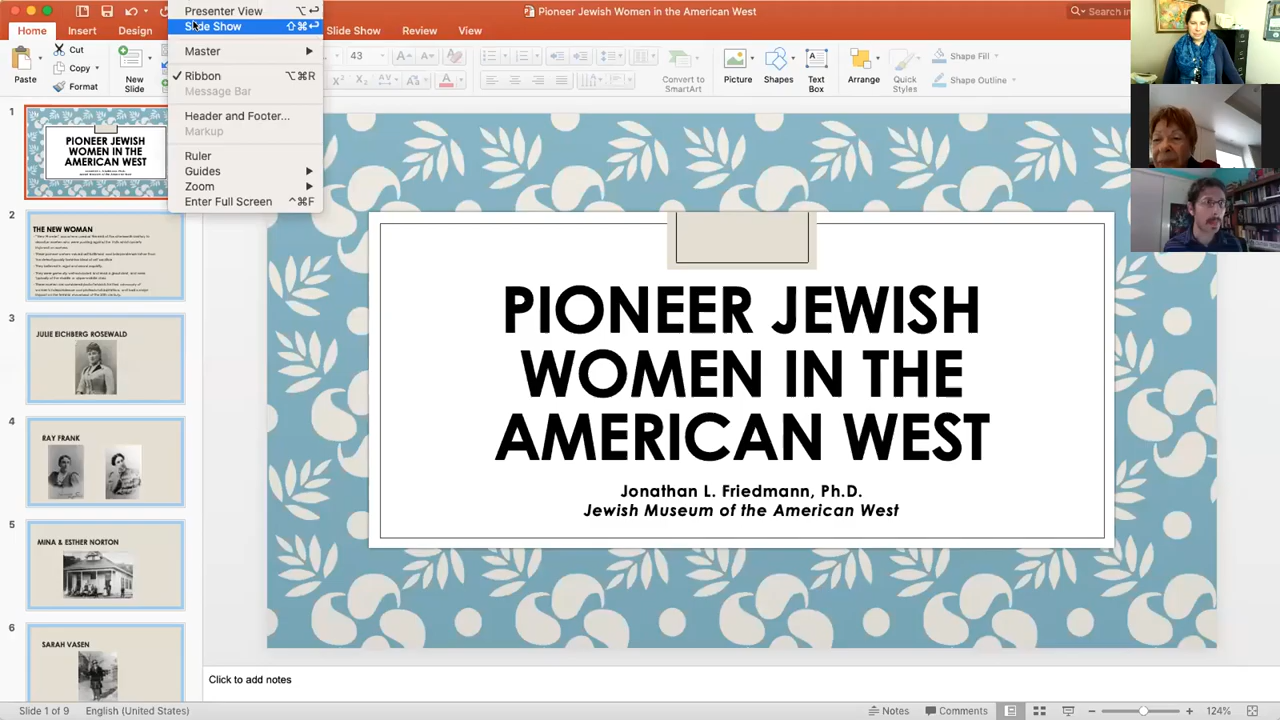 Pioneer Jewish Women in the American West
Search in
Home
Insert
Design
Slide Show
Review
View
Presenter View
Slide Show
Master
Ribbon
Message Bar
Header and Footer...
Markup
Ruler
Guides
Zoom
Enter Full Screen
Paste
Cut
Copy
Format
New
Slide
43
Convert to
SmartArt
Picture
Shapes
Text
Box
Arrange
Quick
Styles
Shape Fill
Shape Outline
1
PIONEER JEWISH
WOMEN IN THE
AMERICAN WEST
2
THE NEW WOMAN
3
JULIE EICHBERG ROSEWALD
4
RAY FRANK
5
MINA & ESTHER NORTON
6
SARAH VASEN
PIONEER JEWISH
WOMEN IN THE
AMERICAN WEST
Jonathan L. Friedmann, Ph.D.
Jewish Museum of the American West
Click to add notes
Slide 1 of 9
English (United States)
Notes
Comments
124%